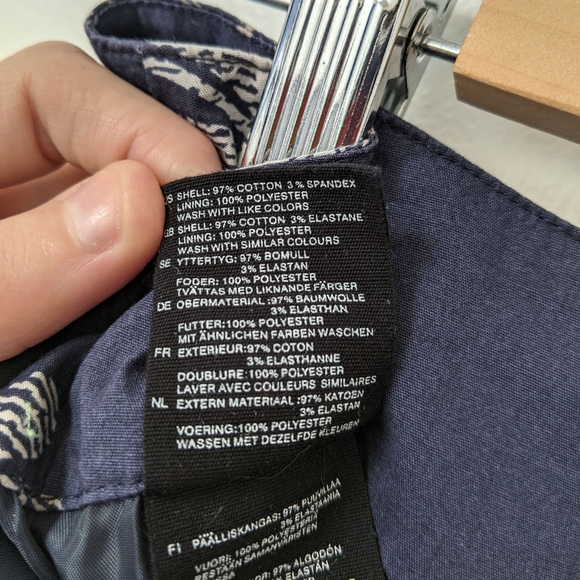 US SHELL: 97% COTTON 3% SPANDEX
LINING: 100% POLYESTER
WASH WITH LIKE COLORS
GB SHELL: 97% COTTON 3% ELASTANE
LINING: 100% POLYESTER
WASH WITH SIMILAR COLOURS
SE YTTERTYG: 97% BOMULL
3% ELASTAN
FODER: 100% POLYESTER
TVÄTTAS MED LIKNANDE FÄRGER
DE OBERMATERIAL: 97% BAUMWOLLE
3% ELASTHAN
FUTTER: 100% POLYESTER
MIT ÄHNLICHEN FARBEN WASCHEN
FR EXTERIEUR: 97% COTON
3% ELASTHANNE
DOUBLURE: 100% POLYESTER
LAVER AVEC COULEURS SIMILAIRES
NL EXTERN MATERIAAL: 97% KATOEN
3% ELASTAN
VOERING: 100% POLYESTER
WASSEN MET DEZELFDE KLEUREN
FI PÄÄLLISKANGAS: 97% PUUVILLAA
3% ELASTAANIA
VUORI: 100% POLYESTERIA
PESTÄÄN SAMANVÄRISTEN
97% ALGODÓN